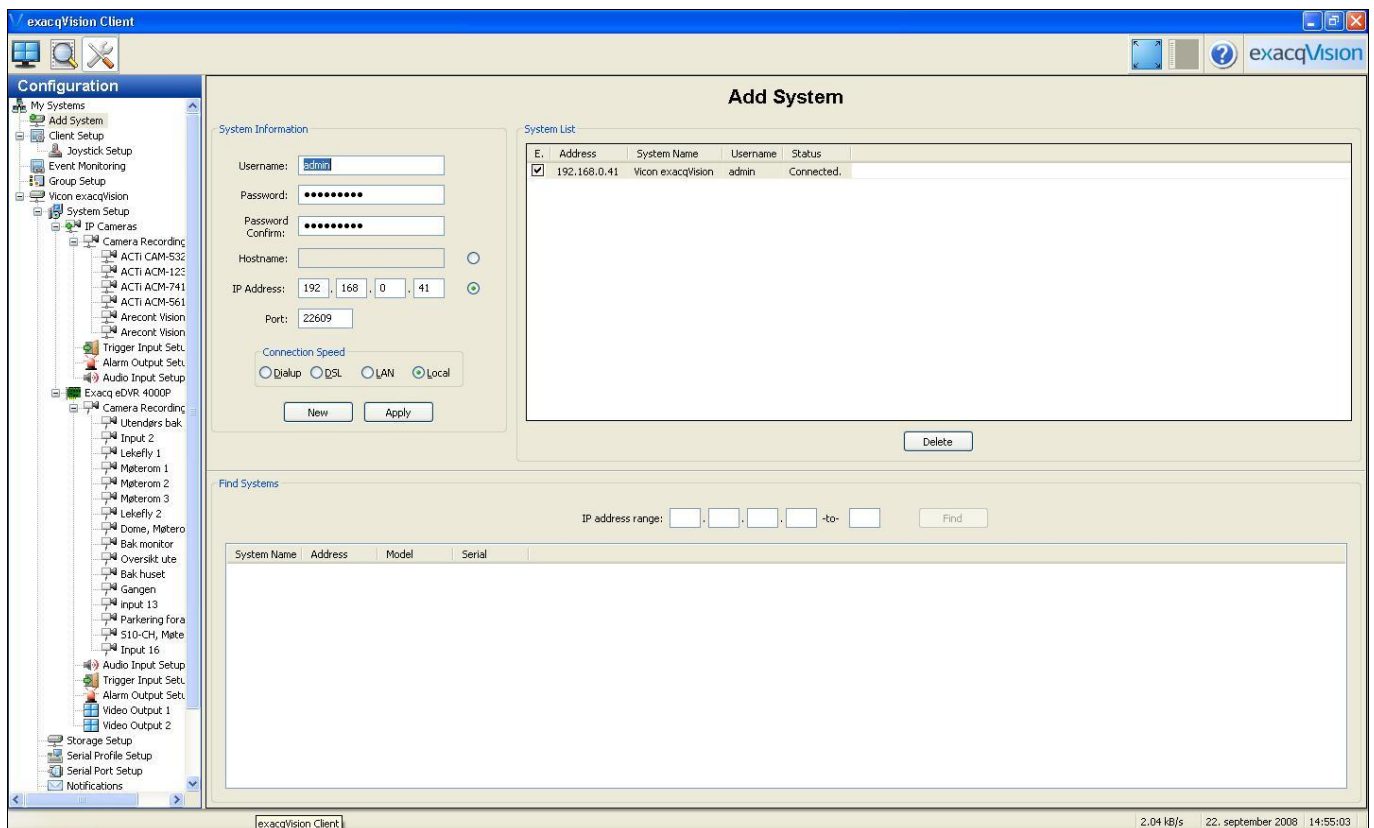 exacqVision Client
exacqVision
Configuration
My Systems
Add System
Client Setup
Joystick Setup
Event Monitoring
Group Setup
Vicon exacqVision
System Setup
IP Cameras
Camera Recording
ACTi CAM-532
ACTi ACM-123
ACTi ACM-741
ACTi ACM-561
Arecont Vision
Arecont Vision
Trigger Input Setu
Alarm Output Setu
Audio Input Setup
Exacq eDVR 4000P
Camera Recording
Utendørs bak
Input 2
Lekefly 1
Møterom 1
Møterom 2
Møterom 3
Lekefly 2
Dome, Møtero
Bak monitor
Oversikt ute
Bak huset
Gangen
input 13
Parkering fora
S10-CH, Møte
Input 16
Audio Input Setup
Trigger Input Setu
Alarm Output Setu
Video Output 1
Video Output 2
Storage Setup
Serial Profile Setup
Serial Port Setup
Notifications
Add System
System Information
Username: admin
Password: •••••••••
Password
Confirm: •••••••••
Hostname:
IP Address: 192 . 168 . 0 . 41
Port: 22609
Connection Speed
Dialup DSL LAN Local
New Apply
System List
E. Address System Name Username Status
192.168.0.41 Vicon exacqVision admin Connected.
Delete
Find Systems
IP address range: . . . -to- Find
System Name Address Model Serial
exacqVision Client
2.04 kB/s 22. september 2008 14:55:03